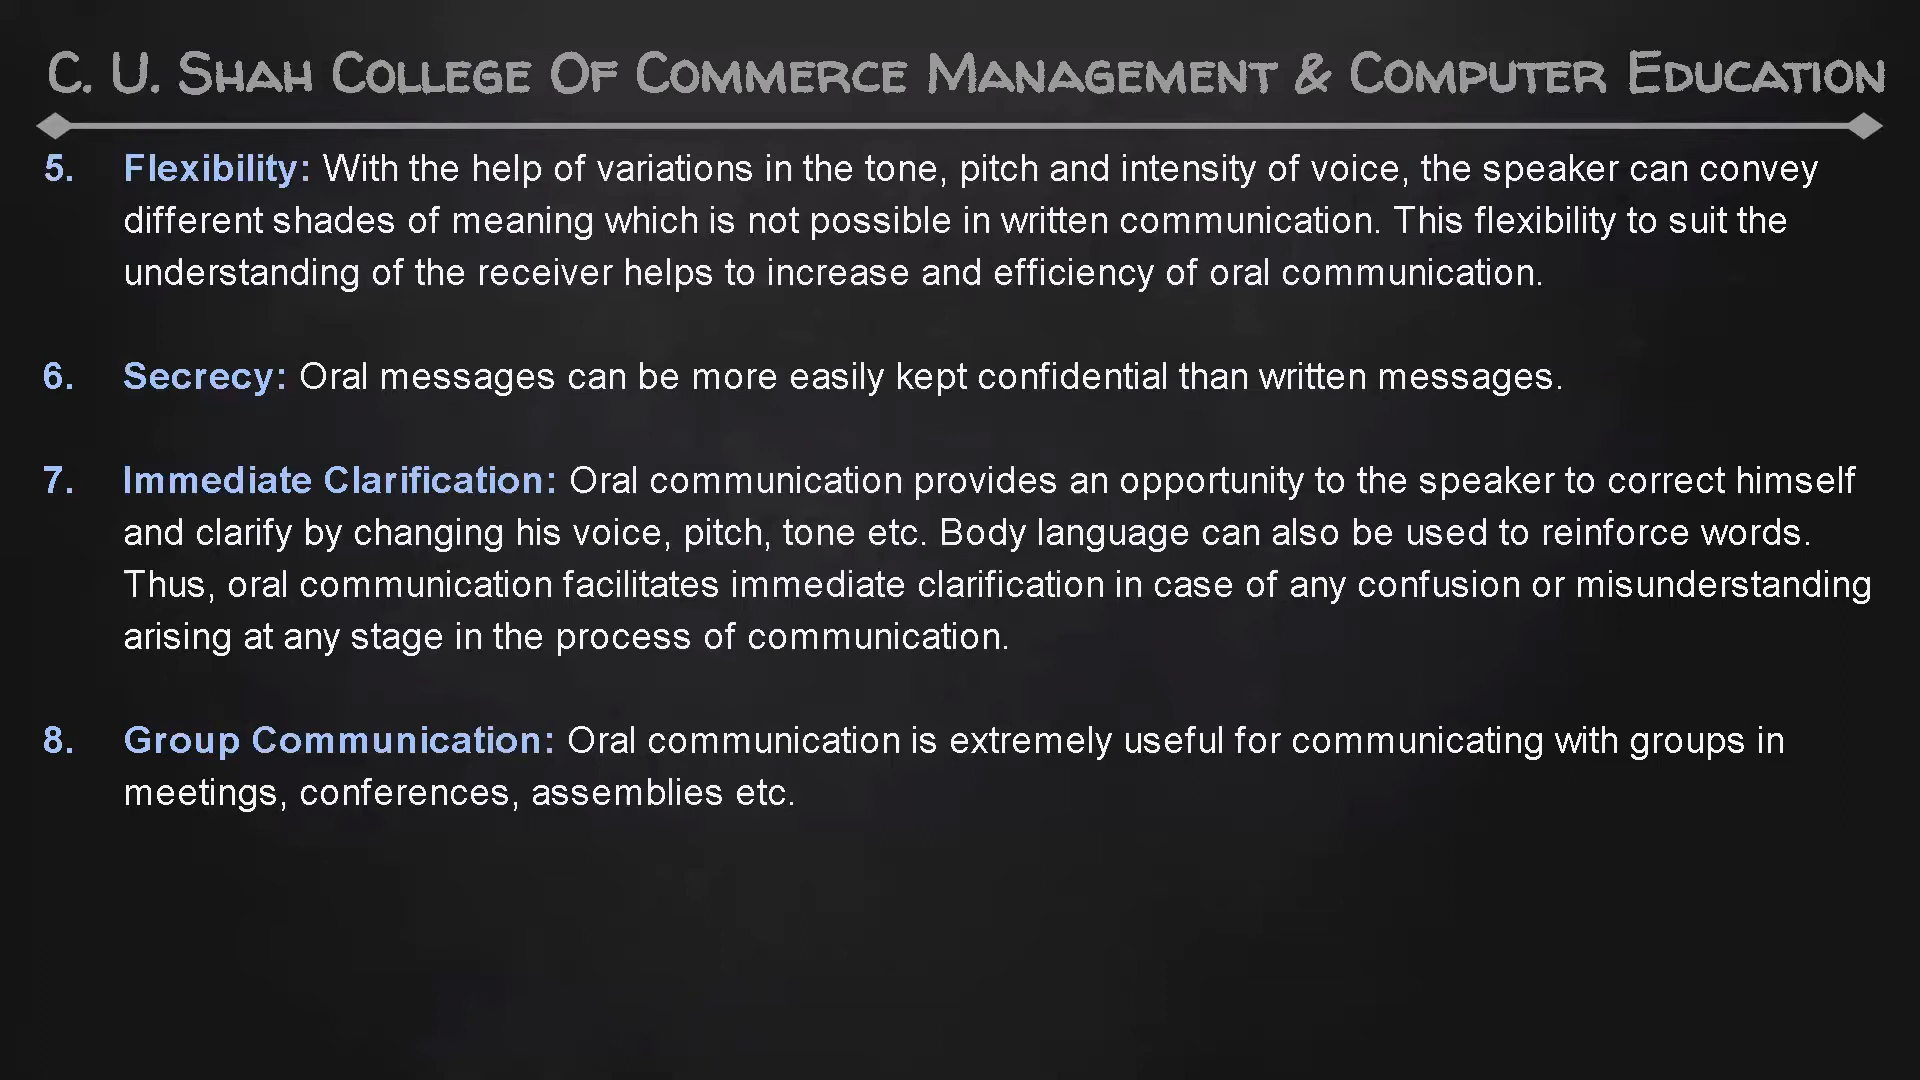 C. U. Shah College Of Commerce Management & Computer Education
5. Flexibility: With the help of variations in the tone, pitch and intensity of voice, the speaker can convey
different shades of meaning which is not possible in written communication. This flexibility to suit the
understanding of the receiver helps to increase and efficiency of oral communication.
6. Secrecy: Oral messages can be more easily kept confidential than written messages.
7. Immediate Clarification: Oral communication provides an opportunity to the speaker to correct himself
and clarify by changing his voice, pitch, tone etc. Body language can also be used to reinforce words.
Thus, oral communication facilitates immediate clarification in case of any confusion or misunderstanding
arising at any stage in the process of communication.
8. Group Communication: Oral communication is extremely useful for communicating with groups in
meetings, conferences, assemblies etc.